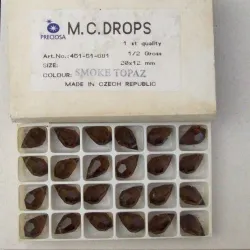 PRECIOSA
M.C.DROPS
1 st quality
Art.No.: 451-51-001
1/2 Gross
SIZE:
20x12 mm
COLOUR: SMOKE TOPAZ
MADE IN CZECH REPUBLIC